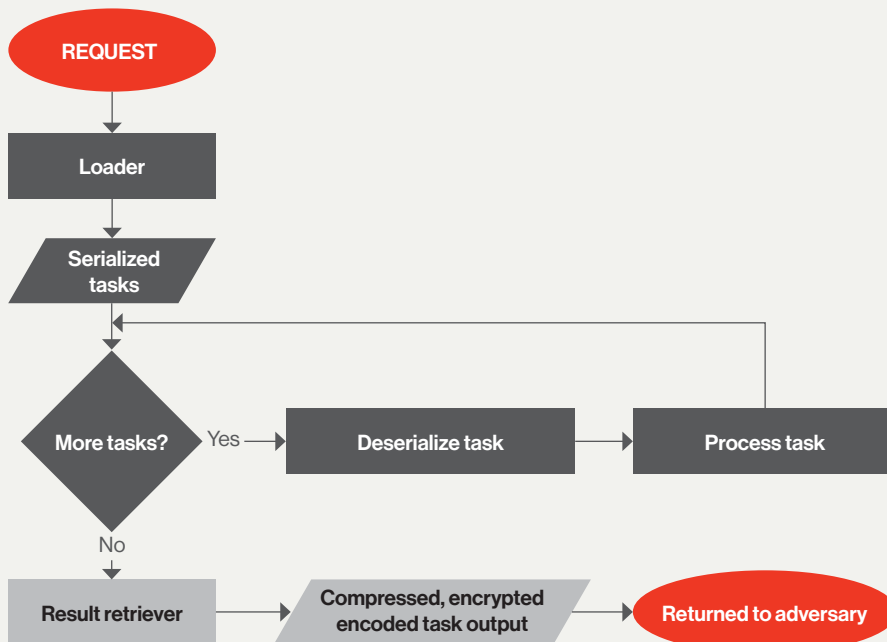 REQUEST
Loader
Serialized
tasks
More tasks?
Yes
Deserialize task
Process task
No
Result retriever
Compressed, encrypted
encoded task output
Returned to adversary